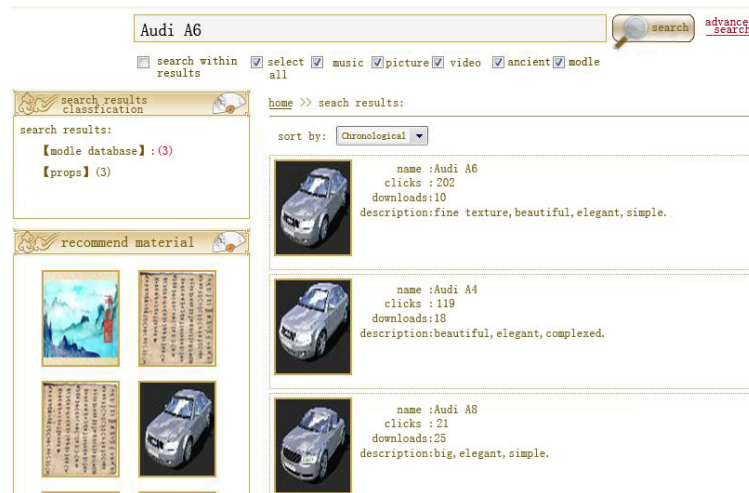 Audi A6
search
advance
search
search within results
select all
music
picture
video
ancient
modle
search results
classfication
home >> seach results:
search results:
sort by: Chronological
【modle database】:(3)
【props】(3)
name :Audi A6
clicks :202
downloads:10
description:fine texture,beautiful,elegant,simple.
recommend material
name :Audi A4
clicks :119
downloads:18
description:beautiful,elegant,complexed.
name :Audi A8
clicks :21
downloads:25
description:big,elegant,simple.